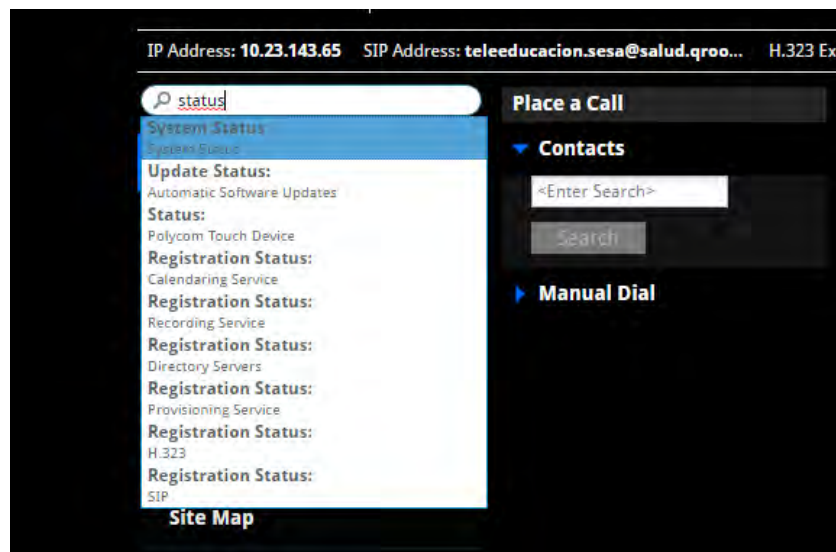 IP Address: 10.23.143.65 SIP Address: teleeducacion.sesa@salud.qroo... H.323 Ex
status
System Status
System Status
Update Status:
Automatic Software Updates
Status:
Polycom Touch Device
Registration Status:
Calendaring Service
Registration Status:
Recording Service
Registration Status:
Directory Servers
Registration Status:
Provisioning Service
Registration Status:
H.323
Registration Status:
SIP
Site Map
Place a Call
Contacts
<Enter Search>
Search
Manual Dial